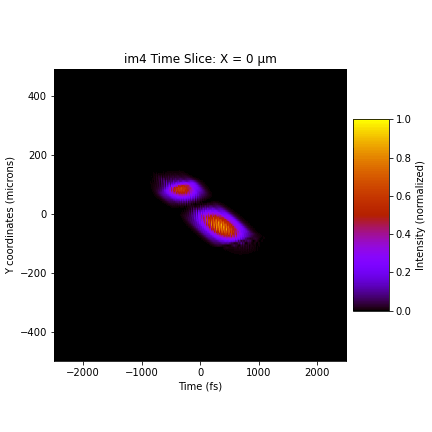 im4 Time Slice: X = 0 μm
400
200
0
−200
−400
Y coordinates (microns)
−2000 −1000 0 1000 2000
Time (fs)
1.0
0.8
0.6
0.4
0.2
0.0
Intensity (normalized)